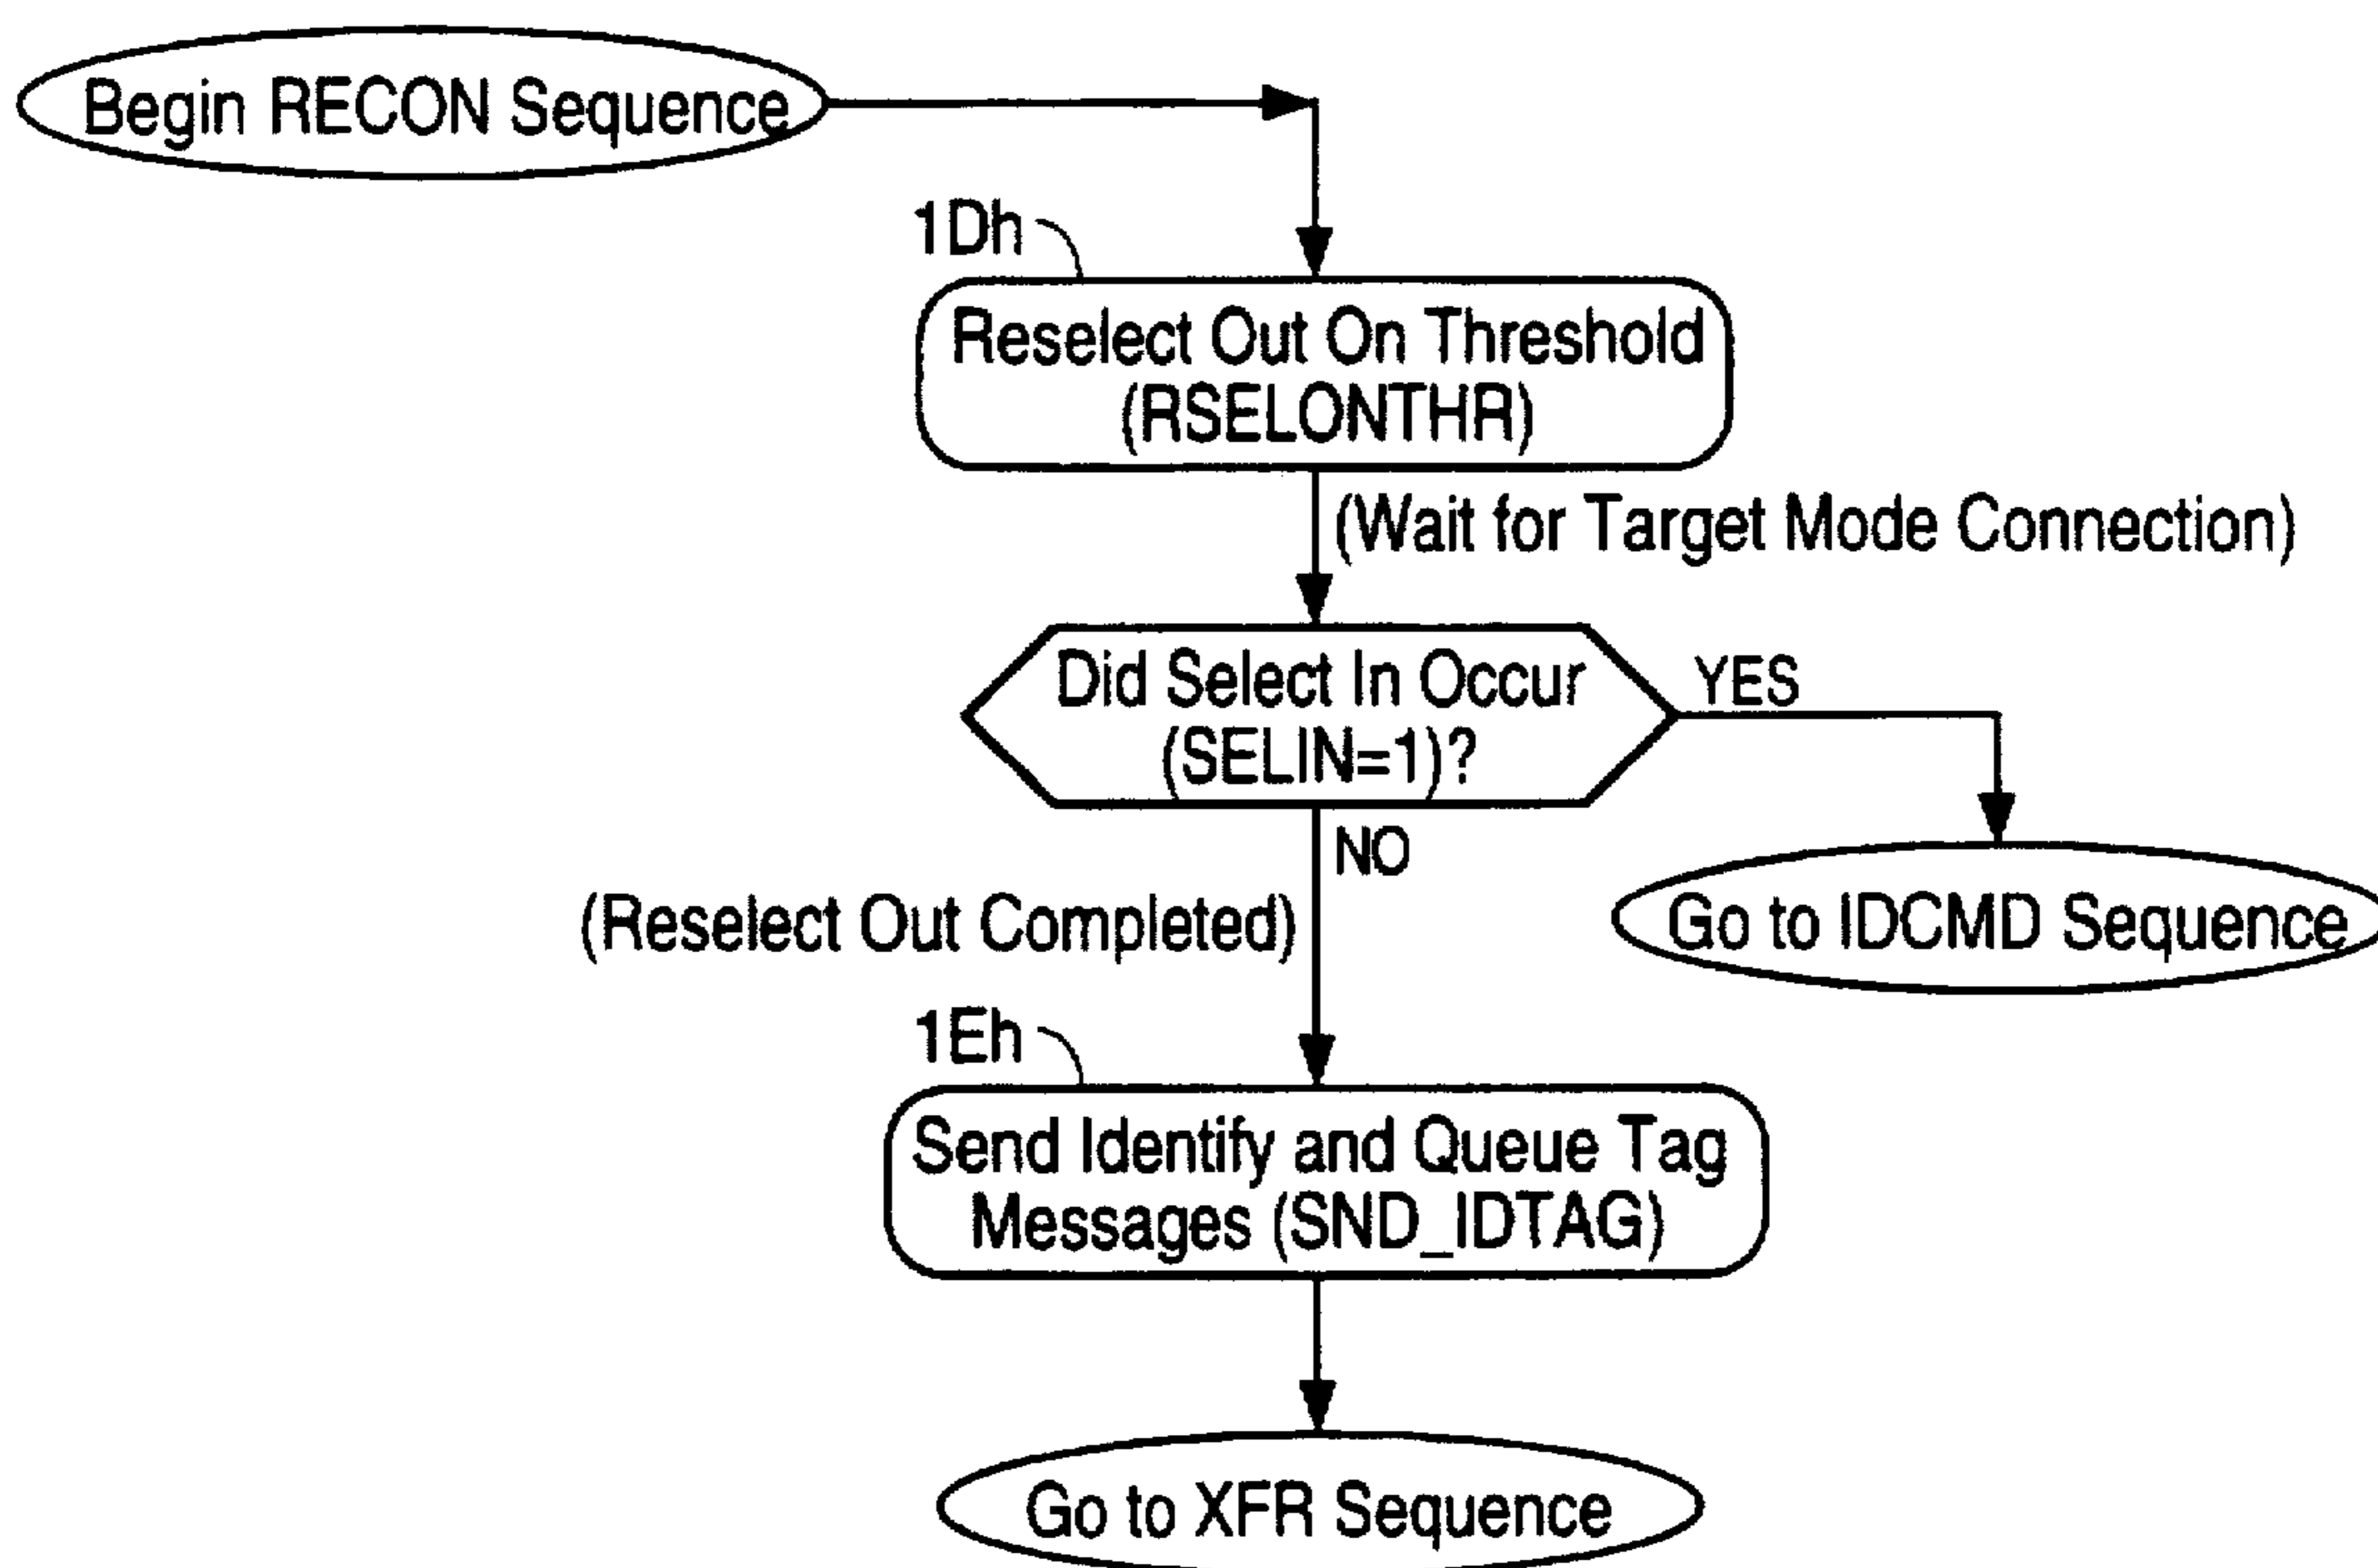 Begin RECON Sequence
1Dh
Reselect Out On Threshold
(RSELONTHR)
(Wait for Target Mode Connection)
Did Select In Occur
(SELIN=1)?
YES
NO
(Reselect Out Completed)
Go to IDCMD Sequence
1Eh
Send Identify and Queue Tag
Messages (SND_IDTAG)
Go to XFR Sequence